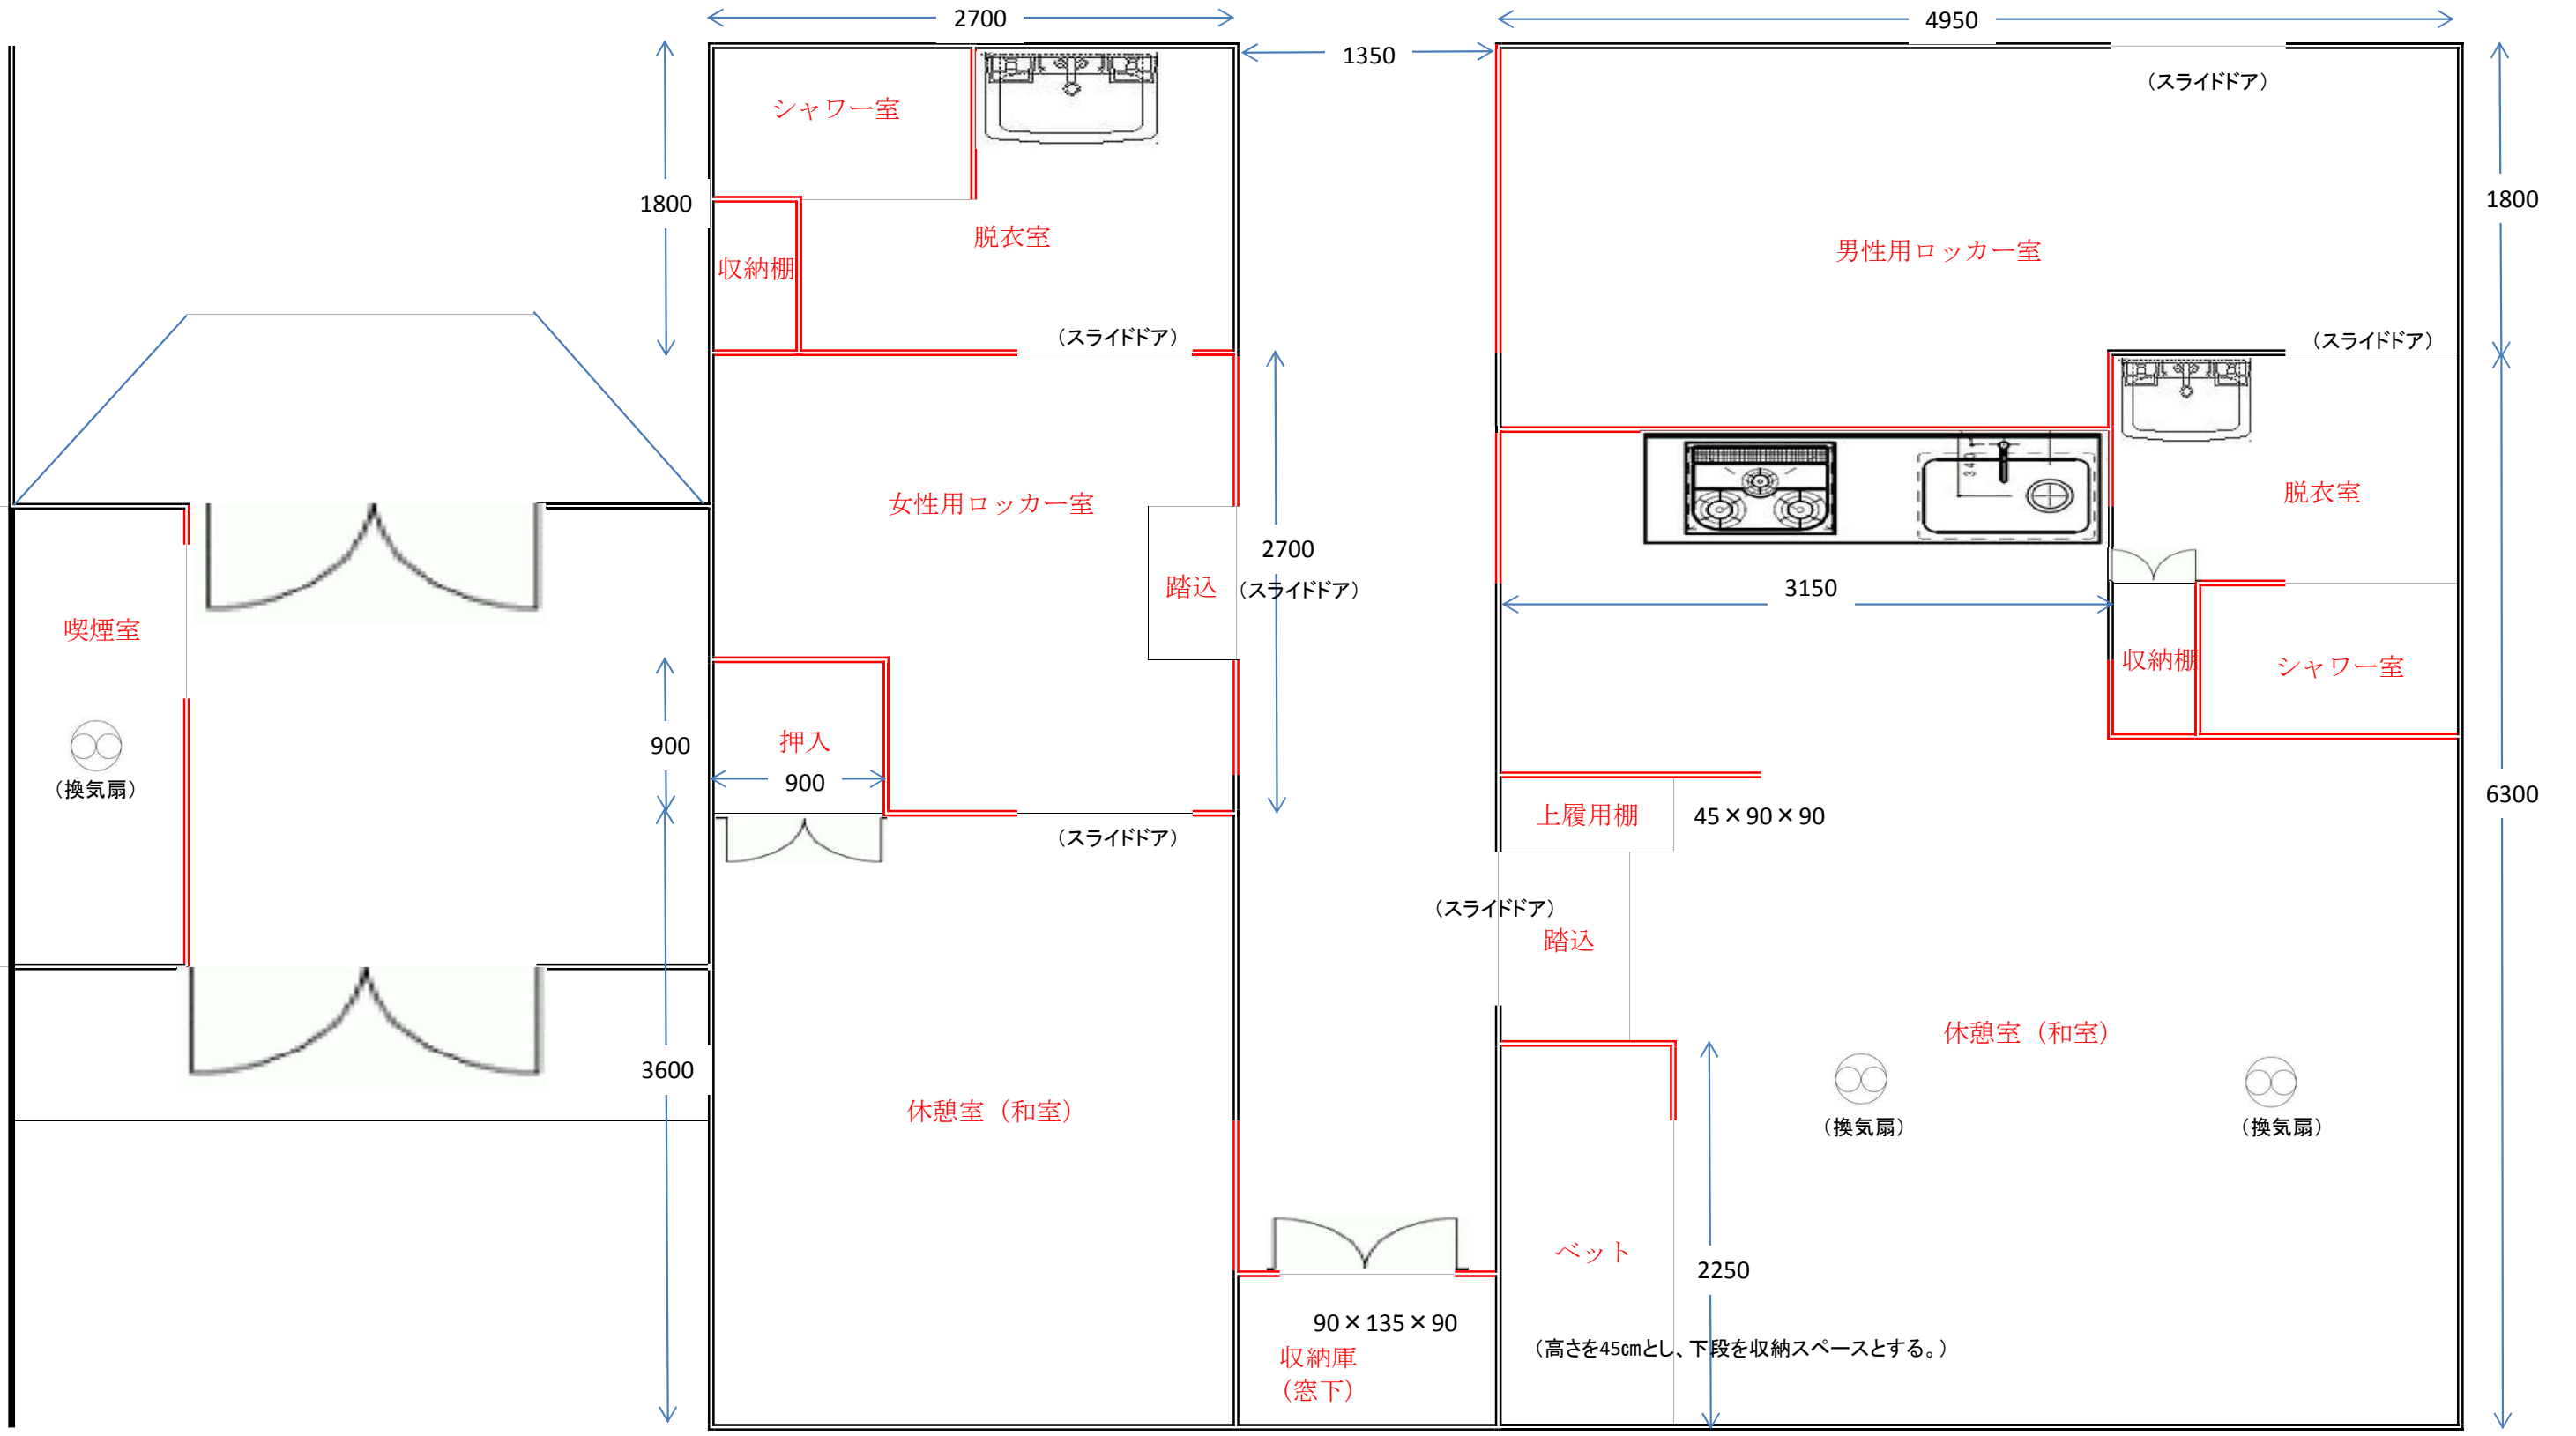 2700
4950
1350
(スライドドア)
シャワー室
1800
1800
脱衣室
男性用ロッカー室
収納棚
(スライドドア)
(スライドドア)
女性用ロッカー室
340
脱衣室
2700
踏込
(スライドドア)
3150
喫煙室
収納棚
シャワー室
押入
900
900
(換気扇)
6300
上履用棚
45×90×90
(スライドドア)
(スライドドア)
踏込
休憩室（和室）
3600
休憩室（和室）
(換気扇)
(換気扇)
ベット
2250
90×135×90
(高さを45㎝とし、下段を収納スペースとする。)
収納庫
（窓下）